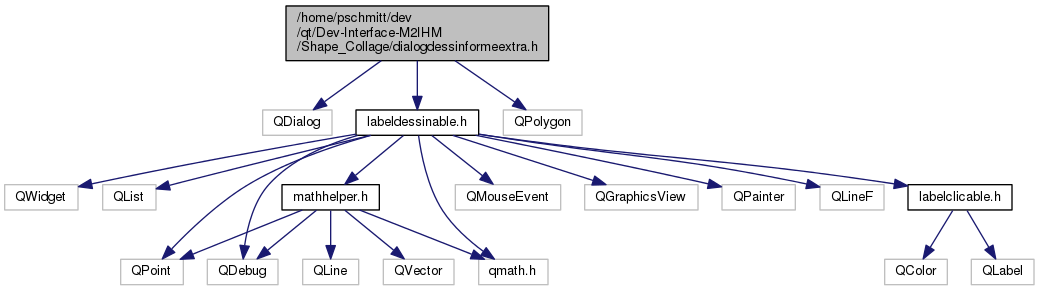 /home/pschmitt/dev
/qt/Dev-Interface-M2IHM
/Shape_Collage/dialogdessinformeextra.h
QDialog
labeldessinable.h
QPolygon
QWidget
QList
mathhelper.h
QMouseEvent
QGraphicsView
QPainter
QLineF
labelclicable.h
QPoint
QDebug
QLine
QVector
qmath.h
QColor
QLabel